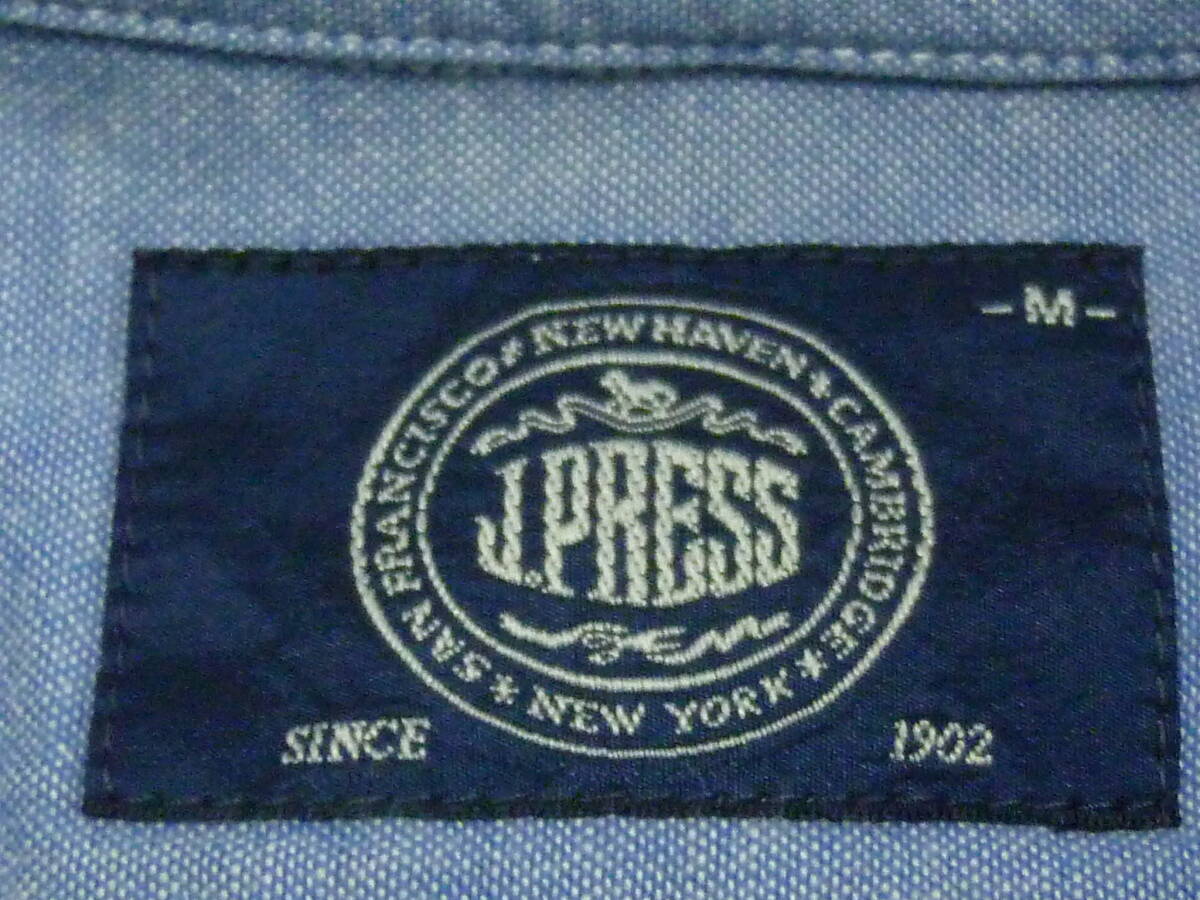 -M-
NEW HAVEN * CAMBRIDGE * NEW YORK * SAN FRANCISCO *
J.PRESS
SINCE 1902